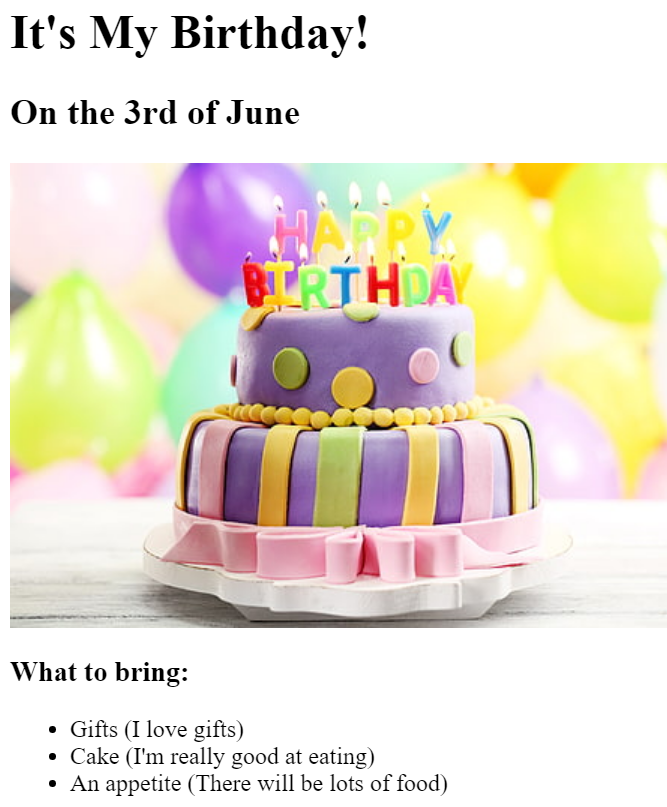 It's My Birthday!
On the 3rd of June
HAPPY
BIRTHDAY
What to bring:
Gifts (I love gifts)
Cake (I'm really good at eating)
An appetite (There will be lots of food)